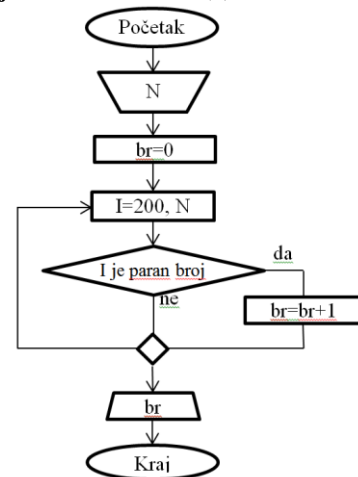 Početak
N
br=0
I=200, N
I je paran broj
da
ne
br=br+1
br
Kraj